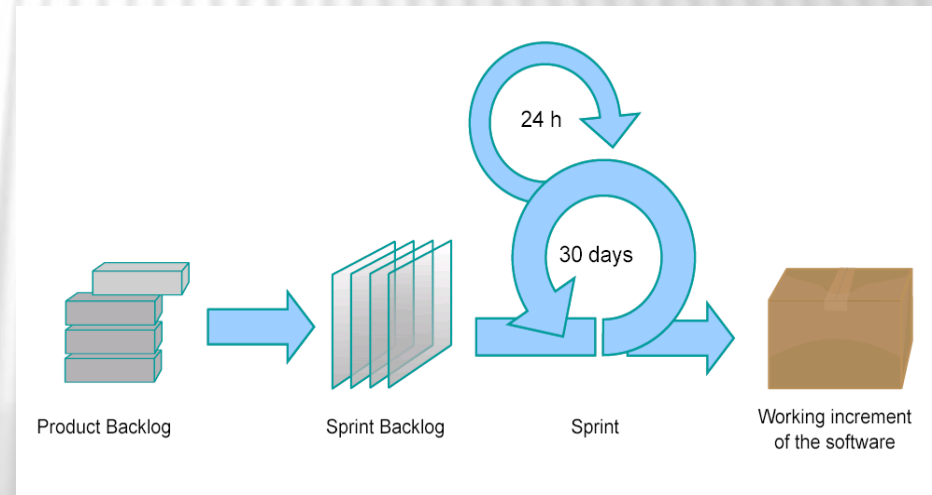 24 h
30 days
Product Backlog
Sprint Backlog
Sprint
Working increment
of the software